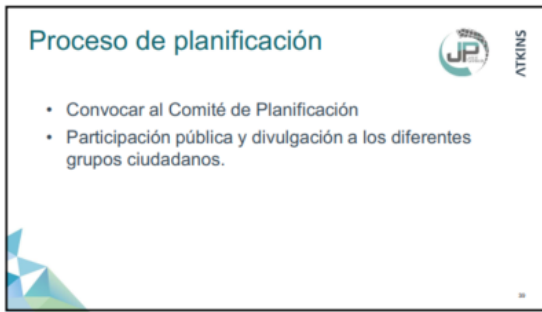 Proceso de planificación
JP
ATKINS
• Convocar al Comité de Planificación
• Participación pública y divulgación a los diferentes
grupos ciudadanos.